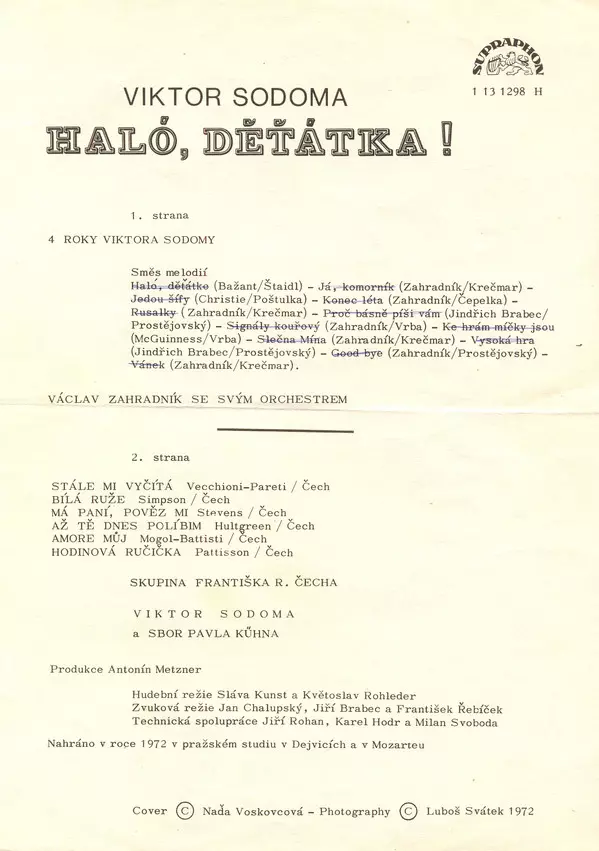 SUPRAPHON
1 13 1298 H
VIKTOR SODOMA
HALÓ, DĚŤÁTKA!
1. strana
4 ROKY VIKTORA SODOMY
Směs melodií
Haló, děťátko (Bažant/Štaidl) – Já, komorník (Zahradník/Krečmar) –
Jedou šífy (Christie/Poštulka) – Konec léta (Zahradník/Čepelka) –
Rusalky (Zahradník/Krečmar) – Proč básně píši vám (Jindřich Brabec/
Prostějovský) – Signály kouřový (Zahradník/Vrba) – Ke hrám míčky jsou
(McGuinness/Vrba) – Slečna Mína (Zahradník/Krečmar) – Vysoká hra
(Jindřich Brabec/Prostějovský) – Good bye (Zahradník/Prostějovský) –
Vánek (Zahradník/Krečmar).
VÁCLAV ZAHRADNÍK SE SVÝM ORCHESTREM
2. strana
STÁLE MI VYČÍTÁ Vecchioni-Pareti / Čech
BÍLÁ RUŽE Simpson / Čech
MÁ PANÍ, POVĚZ MI Stevens / Čech
AŽ TĚ DNES POLÍBIM Hultgreen / Čech
AMORE MŮJ Mogol-Battisti / Čech
HODINOVÁ RUČIČKA Pattisson / Čech
SKUPINA FRANTIŠKA R. ČECHA
VIKTOR SODOMA
a SBOR PAVLA KŰHNA
Produkce Antonín Metzner
Hudební režie Sláva Kunst a Květoslav Rohleder
Zvuková režie Jan Chalupský, Jiří Brabec a František Řebíček
Technická spolupráce Jiří Rohan, Karel Hodr a Milan Svoboda
Nahráno v roce 1972 v pražském studiu v Dejvicích a v Mozarteu
Cover © Naďa Voskovcová – Photography © Luboš Svátek 1972